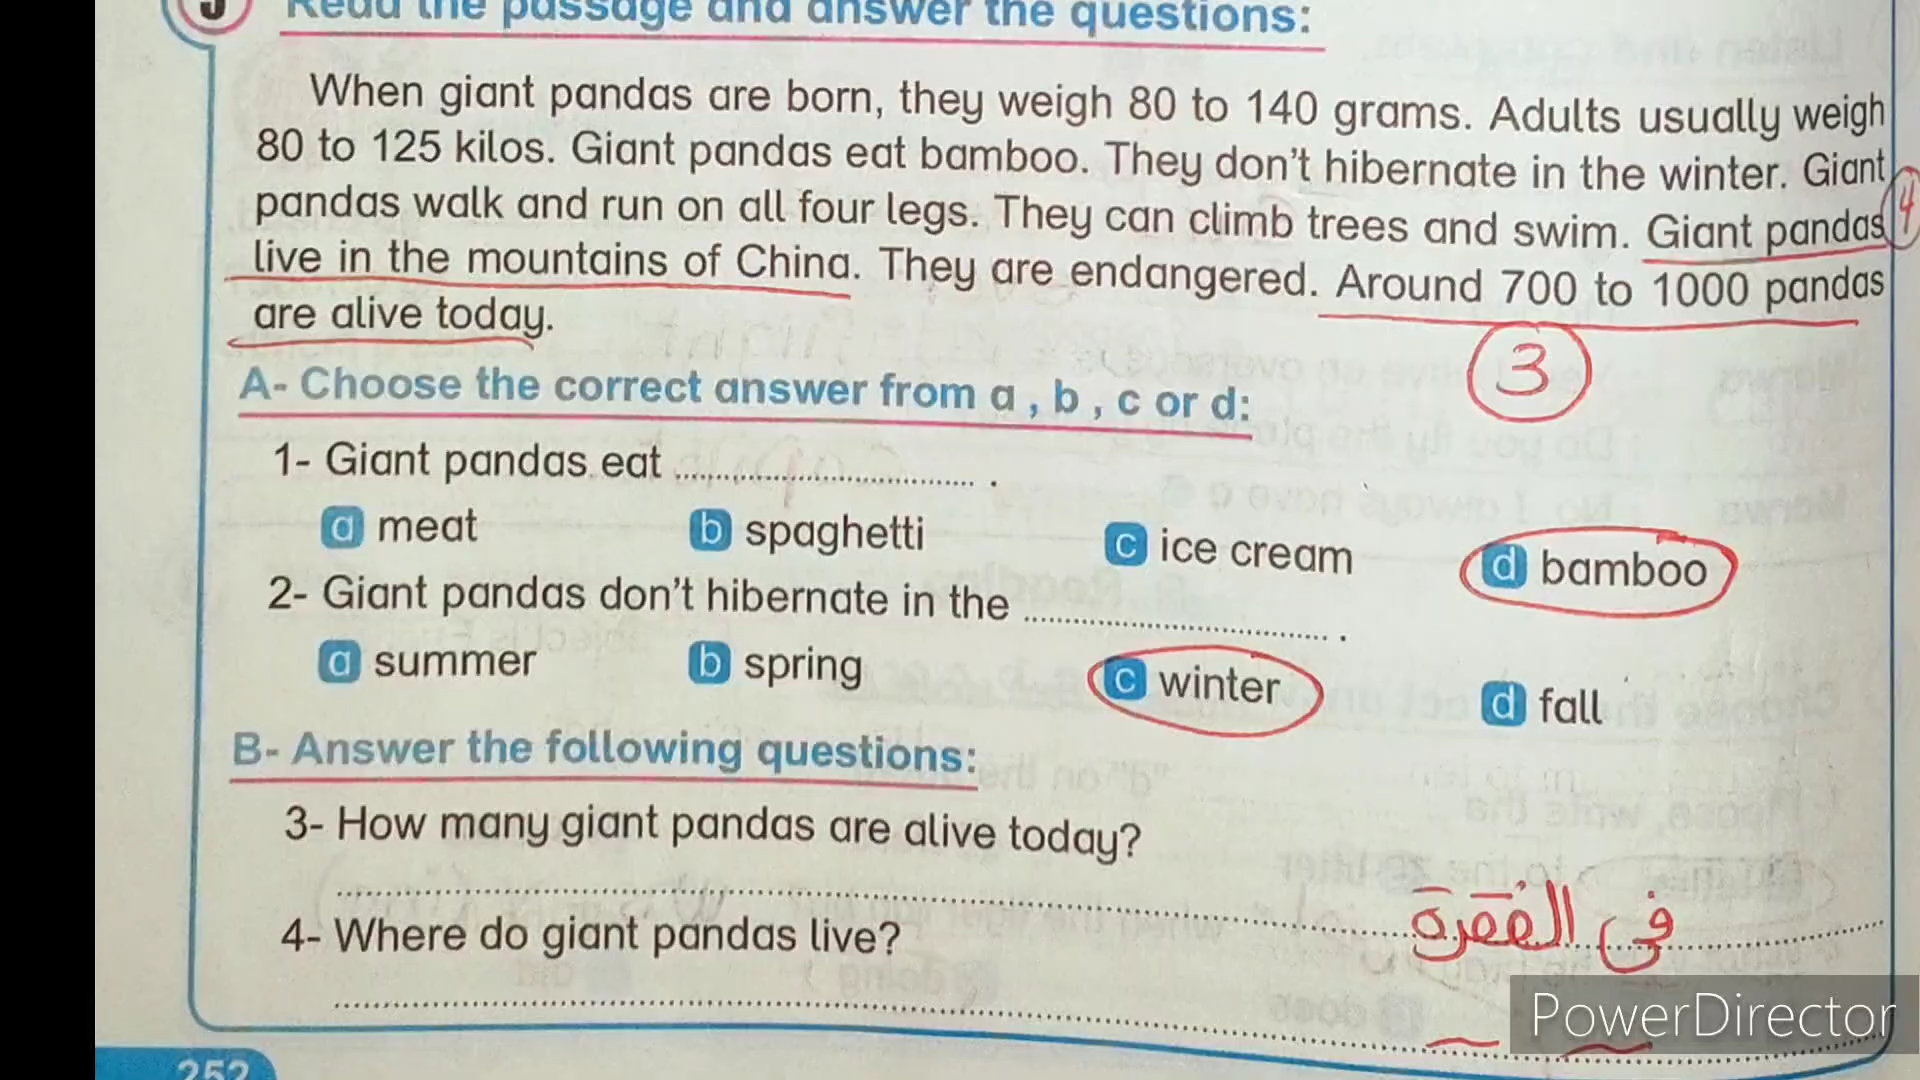 Read the passage and answer the questions:
When giant pandas are born, they weigh 80 to 140 grams. Adults usually weigh
80 to 125 kilos. Giant pandas eat bamboo. They don't hibernate in the winter. Giant
pandas walk and run on all four legs. They can climb trees and swim. Giant pandas
4
live in the mountains of China. They are endangered. Around 700 to 1000 pandas
are alive today.
3
A- Choose the correct answer from a , b , c or d:
1- Giant pandas eat .................................... .
a meat b spaghetti c ice cream d bamboo
2- Giant pandas don't hibernate in the .................................... .
a summer b spring c winter d fall
B- Answer the following questions:
3- How many giant pandas are alive today?
فى الفقرة
4- Where do giant pandas live?
PowerDirector
252